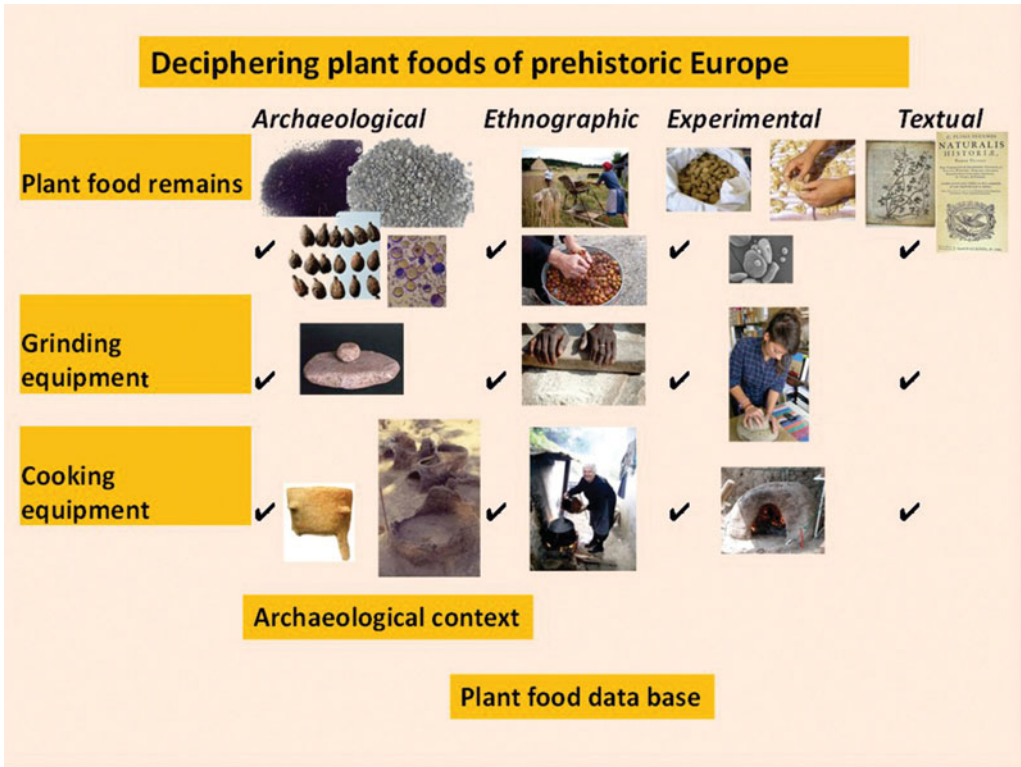 Deciphering plant foods of prehistoric Europe
Archaeological Ethnographic Experimental Textual
Plant food remains
NATURALIS
HISTORIÆ,
Grinding
equipment
Cooking
equipment
Archaeological context
Plant food data base